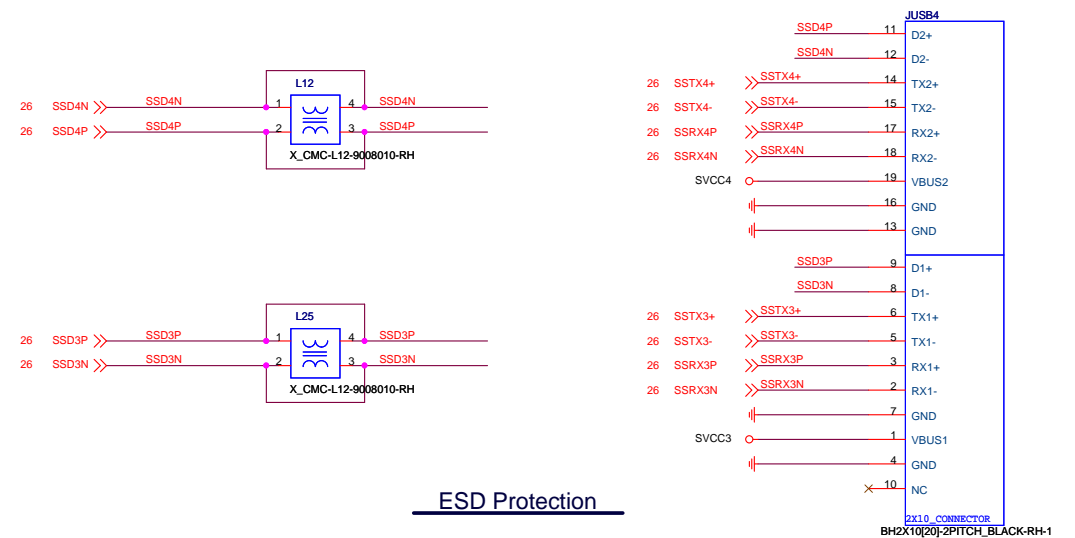 JUSB4
SSD4P 11 D2+
SSD4N 12 D2-
26 SSTX4+ SSTX4+ 14 TX2+
26 SSTX4- SSTX4- 15 TX2-
26 SSRX4P SSRX4P 17 RX2+
26 SSRX4N SSRX4N 18 RX2-
SVCC4 19 VBUS2
16 GND
13 GND
SSD3P 9 D1+
SSD3N 8 D1-
26 SSTX3+ SSTX3+ 6 TX1+
26 SSTX3- SSTX3- 5 TX1-
26 SSRX3P SSRX3P 3 RX1+
26 SSRX3N SSRX3N 2 RX1-
7 GND
SVCC3 1 VBUS1
4 GND
10 NC
2X10_CONNECTOR
BH2X10[20]-2PITCH_BLACK-RH-1
L12
26 SSD4N SSD4N 1 4 SSD4N
26 SSD4P SSD4P 2 3 SSD4P
X_CMC-L12-9008010-RH
L25
26 SSD3P SSD3P 1 4 SSD3P
26 SSD3N SSD3N 2 3 SSD3N
X_CMC-L12-9008010-RH
ESD Protection